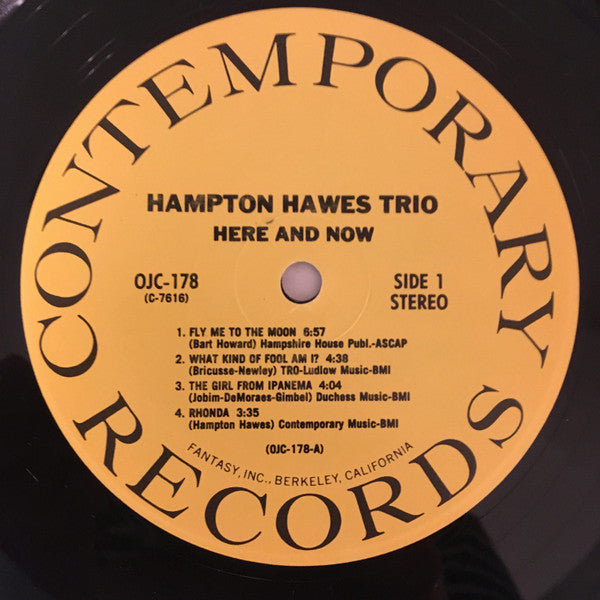 CONTEMPORARY RECORDS
HAMPTON HAWES TRIO
HERE AND NOW
OJC-178
(C-7616)
SIDE 1
STEREO
1. FLY ME TO THE MOON 6:57
(Bart Howard) Hampshire House Publ.-ASCAP
2. WHAT KIND OF FOOL AM I? 4:38
(Bricusse-Newley) TRO-Ludlow Music-BMI
3. THE GIRL FROM IPANEMA 4:04
(Jobim-DeMoraes-Gimbel) Duchess Music-BMI
4. RHONDA 3:35
(Hampton Hawes) Contemporary Music-BMI
(OJC-178-A)
FANTASY, INC., BERKELEY, CALIFORNIA